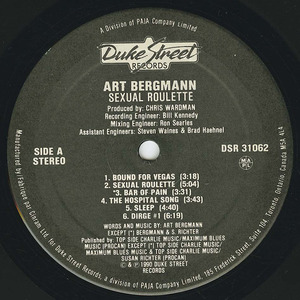 A Division of PAJA Company Limited
Duke Street
RECORDS
ART BERGMANN
SEXUAL ROULETTE
Produced by: CHRIS WARDMAN
Recording Engineer: Bill Kennedy
Mixing Engineer: Ron Searles
Assistant Engineers: Steven Waines & Brad Haehnel
SIDE A
STEREO
DSR 31062
1. BOUND FOR VEGAS (3:18)
2. SEXUAL ROULETTE (5:04)
*3. BAR OF PAIN (3:31)
4. THE HOSPITAL SONG (3:31)
5. SLEEP (4:40)
6. DIRGE #1 (6:19)
WORDS AND MUSIC BY: ART BERGMANN
EXCEPT (*) BERGMANN & S. RICHTER
Published by: TOP SIDE CHARLIE MUSIC/MAXIMUM BLUES
MUSIC (PROCAN) EXCEPT (*) TOP SIDE CHARLIE MUSIC/
MAXIMUM BLUES MUSIC/
SUSAN RICHTER (PROCAN)
© & ℗ 1990 DUKE STREET
RECORDS
Manufactured by/Fabriqué par Cinram Ltd. for Duke Street Records, a division of PAJA Company Limited, 185 Frederick Street, Suite 104, Toronto, Ontario, Canada M5A 4L4